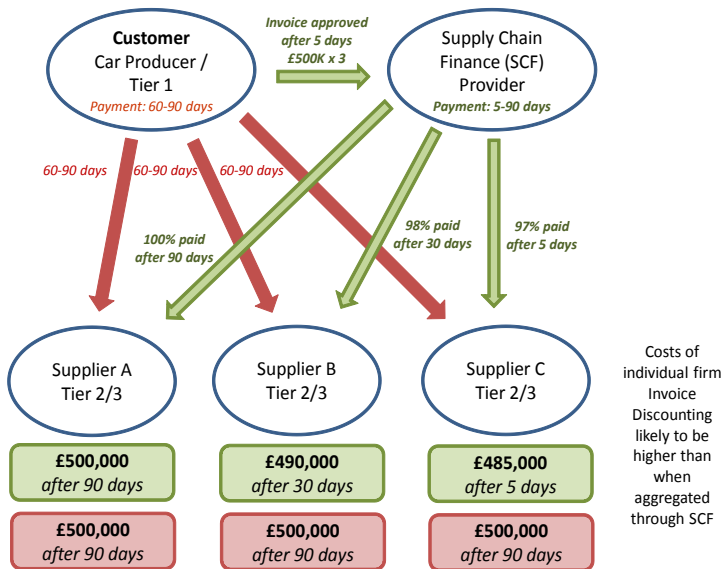 Customer
Car Producer /
Tier 1
Payment: 60-90 days
Invoice approved
after 5 days
£500K x 3
Supply Chain
Finance (SCF)
Provider
Payment: 5-90 days
60-90 days
60-90 days
60-90 days
100% paid
after 90 days
98% paid
after 30 days
97% paid
after 5 days
Supplier A
Tier 2/3
Supplier B
Tier 2/3
Supplier C
Tier 2/3
Costs of
individual firm
Invoice
Discounting
likely to be
higher than
when
aggregated
through SCF
£500,000
after 90 days
£490,000
after 30 days
£485,000
after 5 days
£500,000
after 90 days
£500,000
after 90 days
£500,000
after 90 days